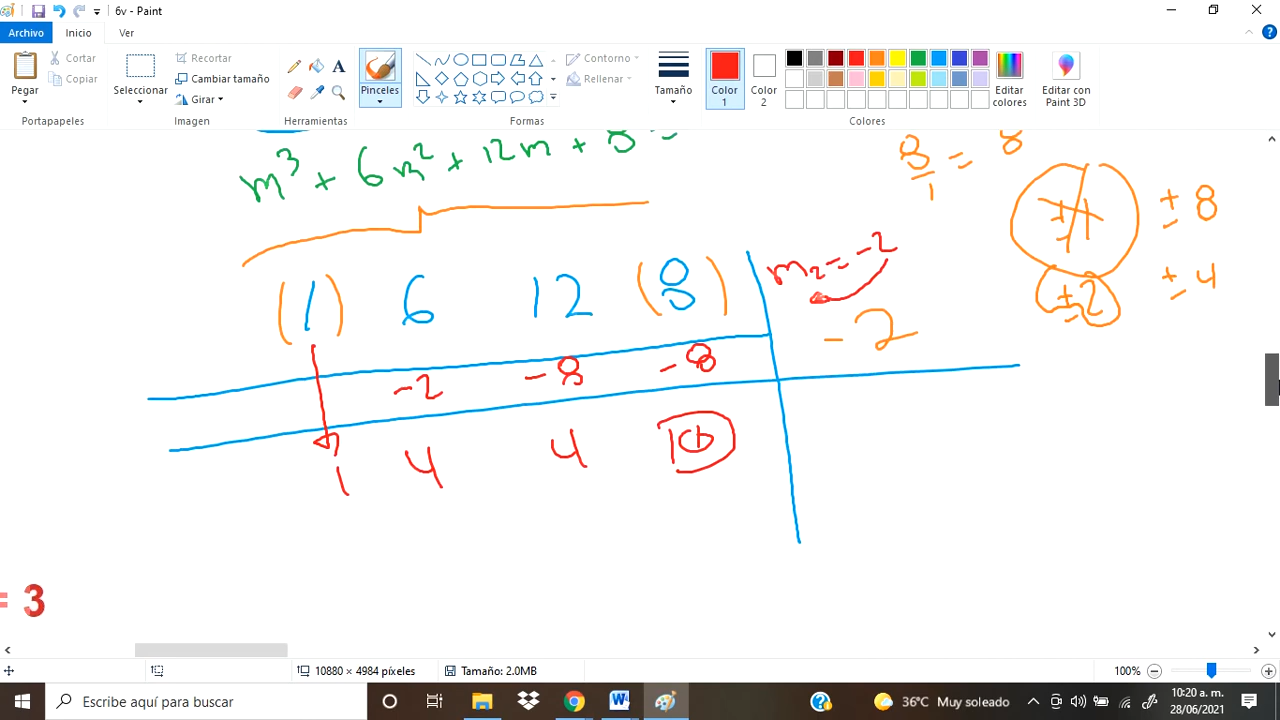 6v - Paint
Archivo Inicio Ver
Pegar
Cortar
Copiar
Portapapeles
Seleccionar
Recortar
Cambiar tamaño
Girar
Imagen
Herramientas
Pinceles
Contorno
Rellenar
Formas
Tamaño
Color 1
Color 2
Editar colores
Editar con Paint 3D
Colores
m³ + 6m² + 12m + 8 =
8/1 = 8
±1 ± 8
±2 ± 4
m₂ = -2
(1) 6 12 (8) -2
-2 -8 -8
1 4 4
= 3
10880 × 4984 píxeles
Tamaño: 2.0MB
100%
Escribe aquí para buscar
36°C Muy soleado
10:20 a. m.
28/06/2021